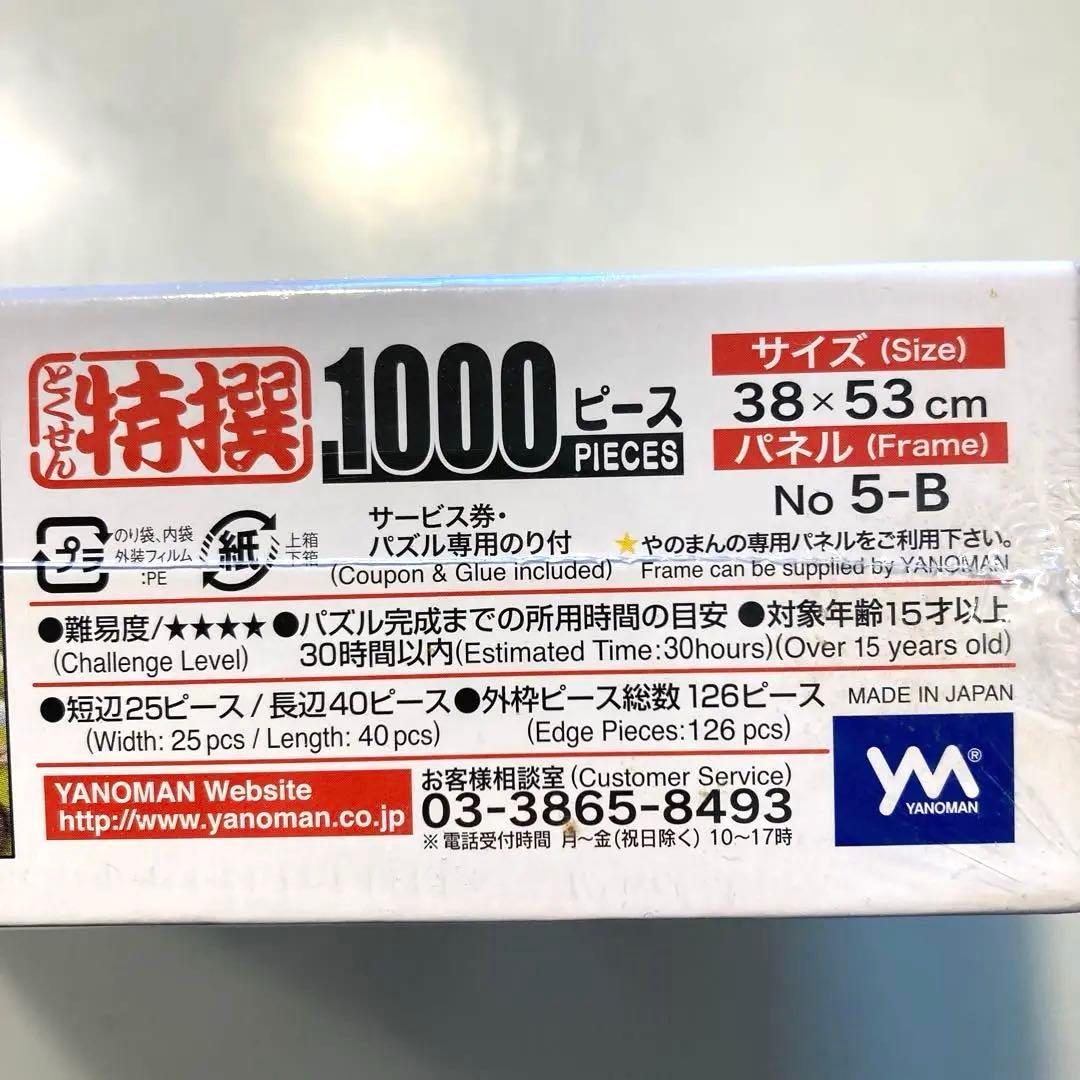 とくせん
特撰
1000 ピース
PIECES
サイズ (Size)
38×53cm
パネル (Frame)
No 5-B
プラ
のり袋、内袋
外装フィルム
:PE
紙
上箱
下箱
サービス券・
パズル専用のり付
(Coupon & Glue included)
★やのまんの専用パネルをご利用下さい。
Frame can be supplied by YANOMAN
●難易度/★★★★
(Challenge Level)
●パズル完成までの所用時間の目安
30時間以内(Estimated Time:30hours)
●対象年齢15才以上
(Over 15 years old)
●短辺25ピース / 長辺40ピース
(Width: 25pcs / Length: 40pcs)
●外枠ピース総数 126ピース
(Edge Pieces:126 pcs)
MADE IN JAPAN
YANOMAN Website
http://www.yanoman.co.jp
お客様相談室 (Customer Service)
03-3865-8493
※電話受付時間 月〜金(祝日除く) 10〜17時
YM®
YANOMAN